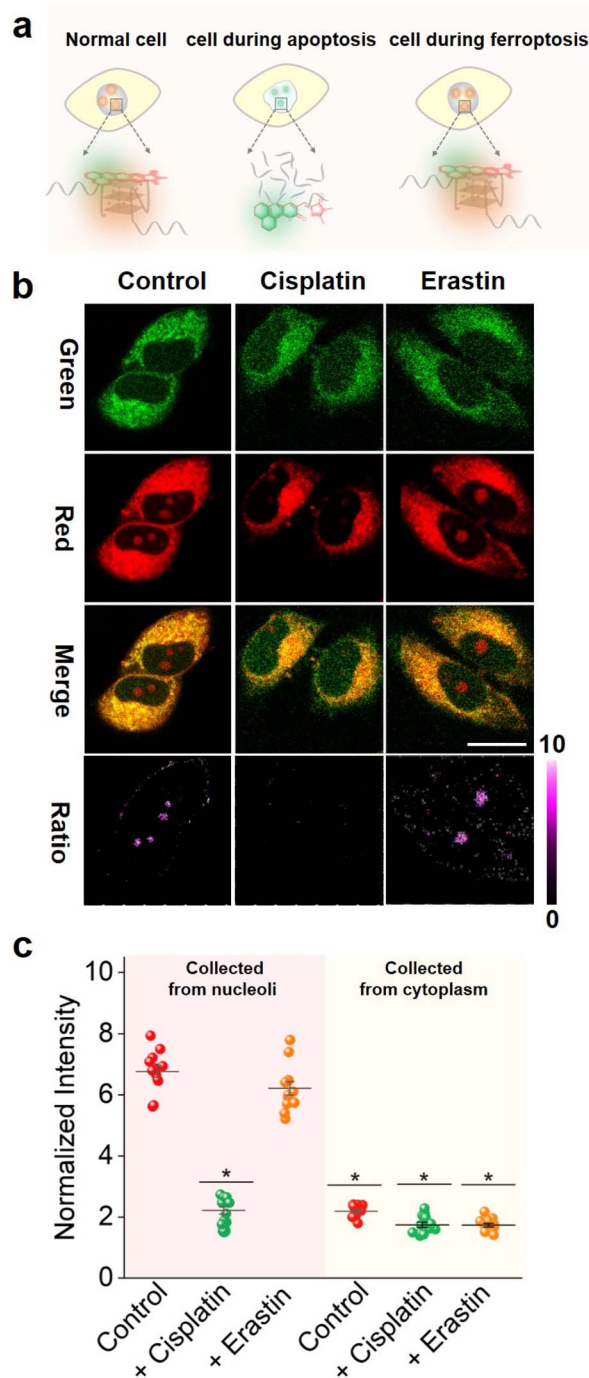 a
Normal cell
cell during apoptosis
cell during ferroptosis
b
Control
Cisplatin
Erastin
Green
Red
Merge
Ratio
10
0
c
Collected
from nucleoli
Collected
from cytoplasm
Normalized Intensity
10
8
6
4
2
0
*
*
*
*
Control
+ Cisplatin
+ Erastin
Control
+ Cisplatin
+ Erastin